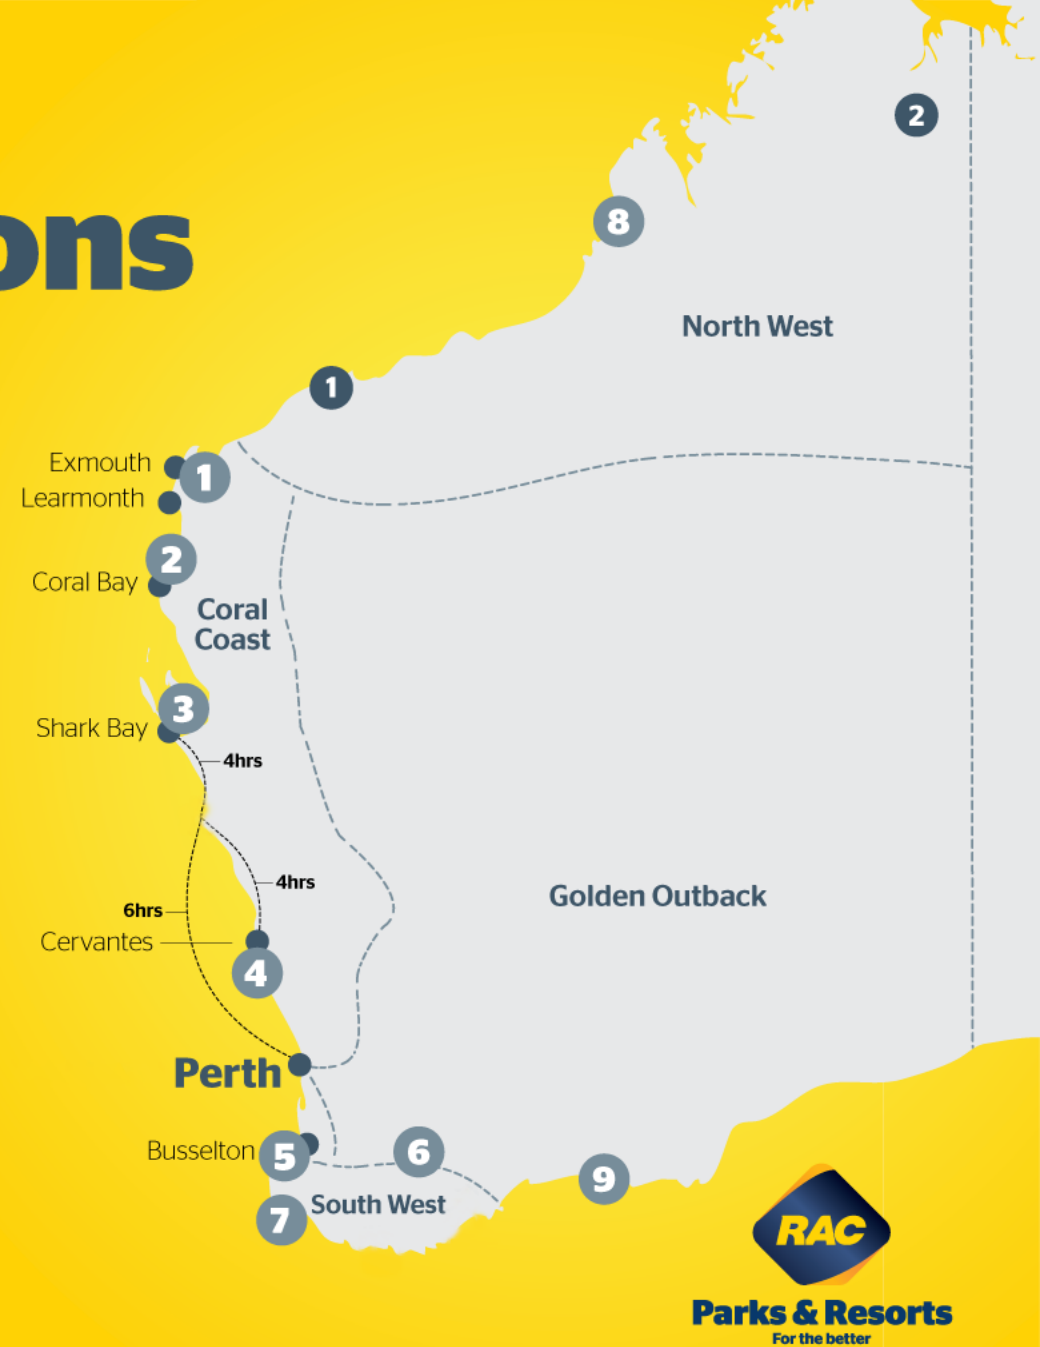 ons
2
8
North West
1
Exmouth
1
Learmonth
2
Coral Bay
Coral
Coast
3
Shark Bay
4hrs
4hrs
Golden Outback
6hrs
Cervantes
4
Perth
Busselton
5
6
9
7
South West
RAC
Parks & Resorts
For the better